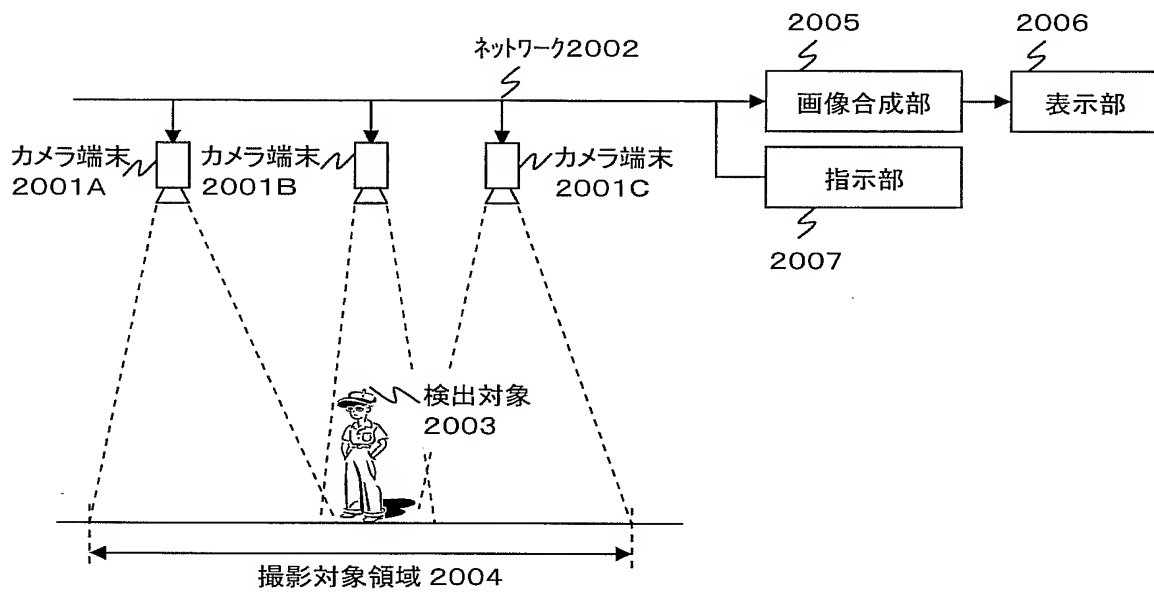 2005
2006
ネットワーク2002
画像合成部
表示部
カメラ端末
2001A
カメラ端末
2001B
カメラ端末
2001C
指示部
2007
検出対象
2003
撮影対象領域 2004